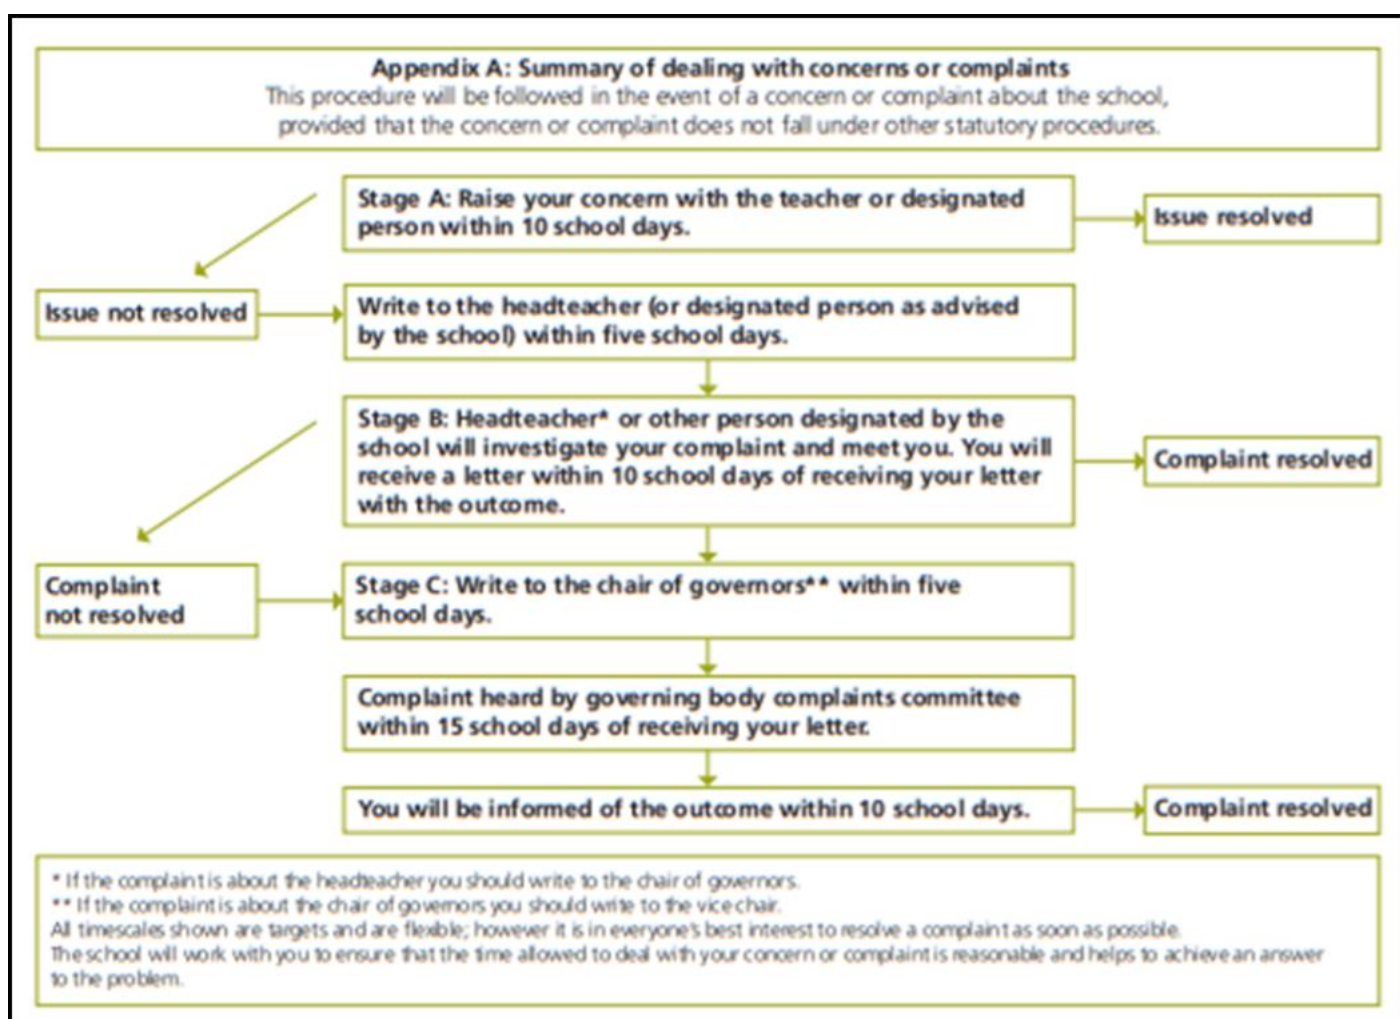 Appendix A: Summary of dealing with concerns or complaints
This procedure will be followed in the event of a concern or complaint about the school,
provided that the concern or complaint does not fall under other statutory procedures.
Stage A: Raise your concern with the teacher or designated
person within 10 school days.
Issue resolved
Issue not resolved
Write to the headteacher (or designated person as advised
by the school) within five school days.
Stage B: Headteacher* or other person designated by the
school will investigate your complaint and meet you. You will
receive a letter within 10 school days of receiving your letter
with the outcome.
Complaint resolved
Complaint
not resolved
Stage C: Write to the chair of governors** within five
school days.
Complaint heard by governing body complaints committee
within 15 school days of receiving your letter.
You will be informed of the outcome within 10 school days.
Complaint resolved
* If the complaint is about the headteacher you should write to the chair of governors.
** If the complaint is about the chair of governors you should write to the vice chair.
All timescales shown are targets and are flexible; however it is in everyone's best interest to resolve a complaint as soon as possible.
The school will work with you to ensure that the time allowed to deal with your concern or complaint is reasonable and helps to achieve an answer
to the problem.